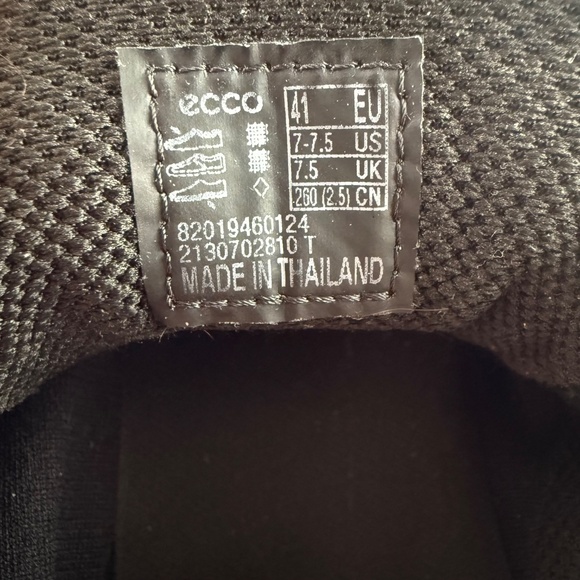 ecco
41 EU
7-7.5 US
7.5 UK
260 (2.5) CN
82019460124
2130702810 T
MADE IN THAILAND